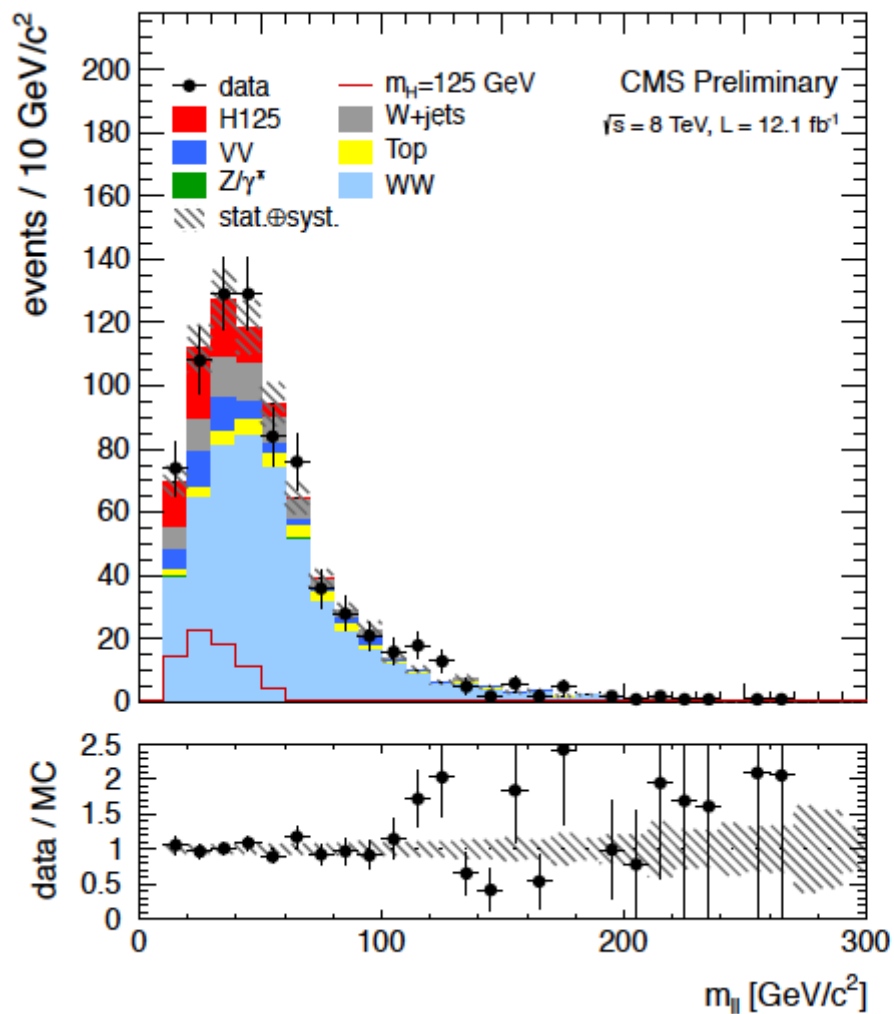 events / 10 GeV/c²
200
180
160
140
120
100
80
60
40
20
0
data
H125
VV
Z/γ*
stat.⊕syst.
m_H=125 GeV
W+jets
Top
WW
CMS Preliminary
√s = 8 TeV, L = 12.1 fb⁻¹
data / MC
2.5
2
1.5
1
0.5
0
0 100 200 300
m_ll [GeV/c²]